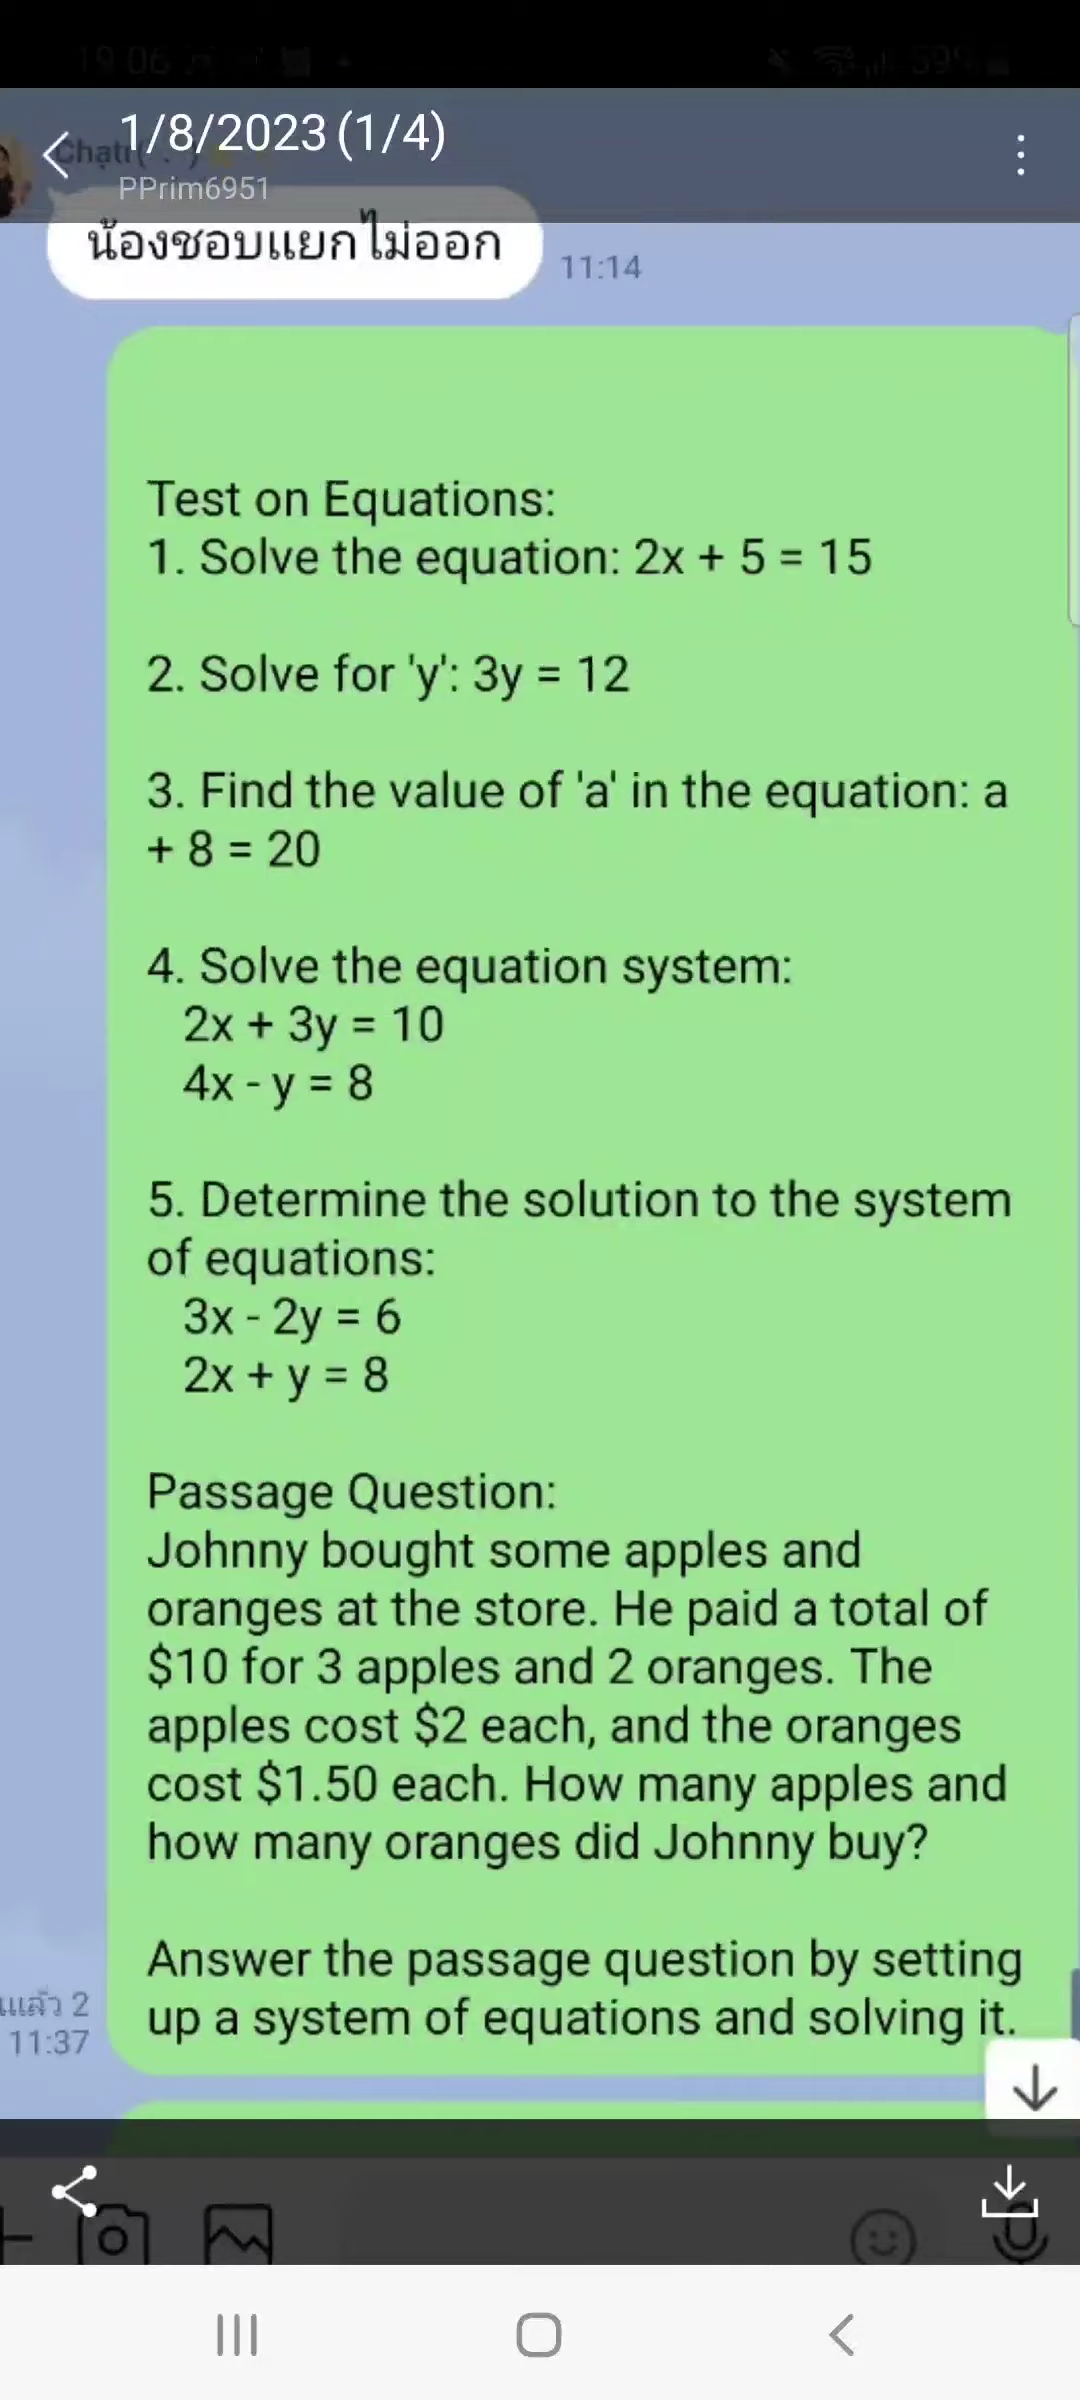 1/8/2023 (1/4)
PPrim6951
น้องชอบแยกไม่ออก
11:14
Test on Equations:
1. Solve the equation: 2x + 5 = 15
2. Solve for 'y': 3y = 12
3. Find the value of 'a' in the equation: a
+ 8 = 20
4. Solve the equation system:
2x + 3y = 10
4x - y = 8
5. Determine the solution to the system
of equations:
3x - 2y = 6
2x + y = 8
Passage Question:
Johnny bought some apples and
oranges at the store. He paid a total of
$10 for 3 apples and 2 oranges. The
apples cost $2 each, and the oranges
cost $1.50 each. How many apples and
how many oranges did Johnny buy?
Answer the passage question by setting
up a system of equations and solving it.
2
11:37